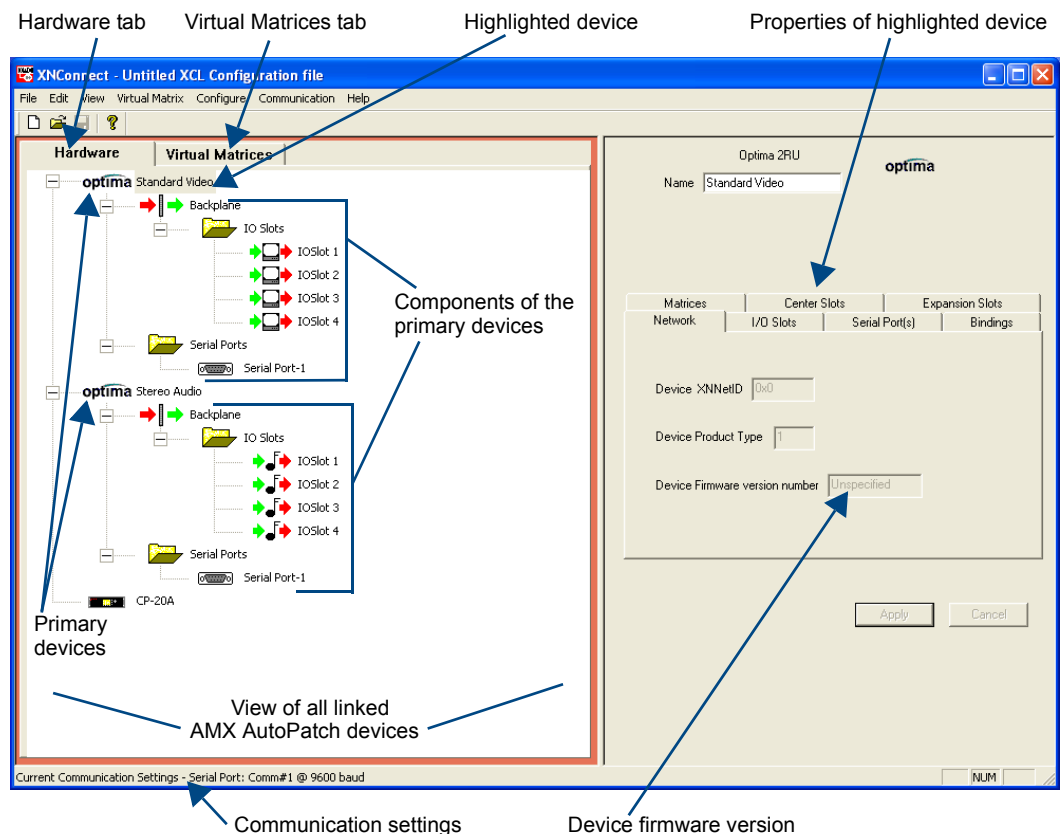 Hardware tab
Virtual Matrices tab
Highlighted device
Properties of highlighted device
XNConnect - Untitled XCL Configuration file
File Edit View Virtual Matrix Configure Communication Help
Hardware
Virtual Matrices
optima Standard Video
Backplane
IO Slots
IOSlot 1
IOSlot 2
IOSlot 3
IOSlot 4
Serial Ports
Serial Port-1
optima Stereo Audio
Backplane
IO Slots
IOSlot 1
IOSlot 2
IOSlot 3
IOSlot 4
Serial Ports
Serial Port-1
CP-20A
Components of the
primary devices
Primary
devices
View of all linked
AMX AutoPatch devices
Optima 2RU
optima
Name Standard Video
Matrices Center Slots Expansion Slots
Network I/O Slots Serial Port(s) Bindings
Device XNNetID 0x0
Device Product Type 1
Device Firmware version number Unspecified
Apply Cancel
Current Communication Settings - Serial Port: Comm#1 @ 9600 baud
NUM
Communication settings
Device firmware version